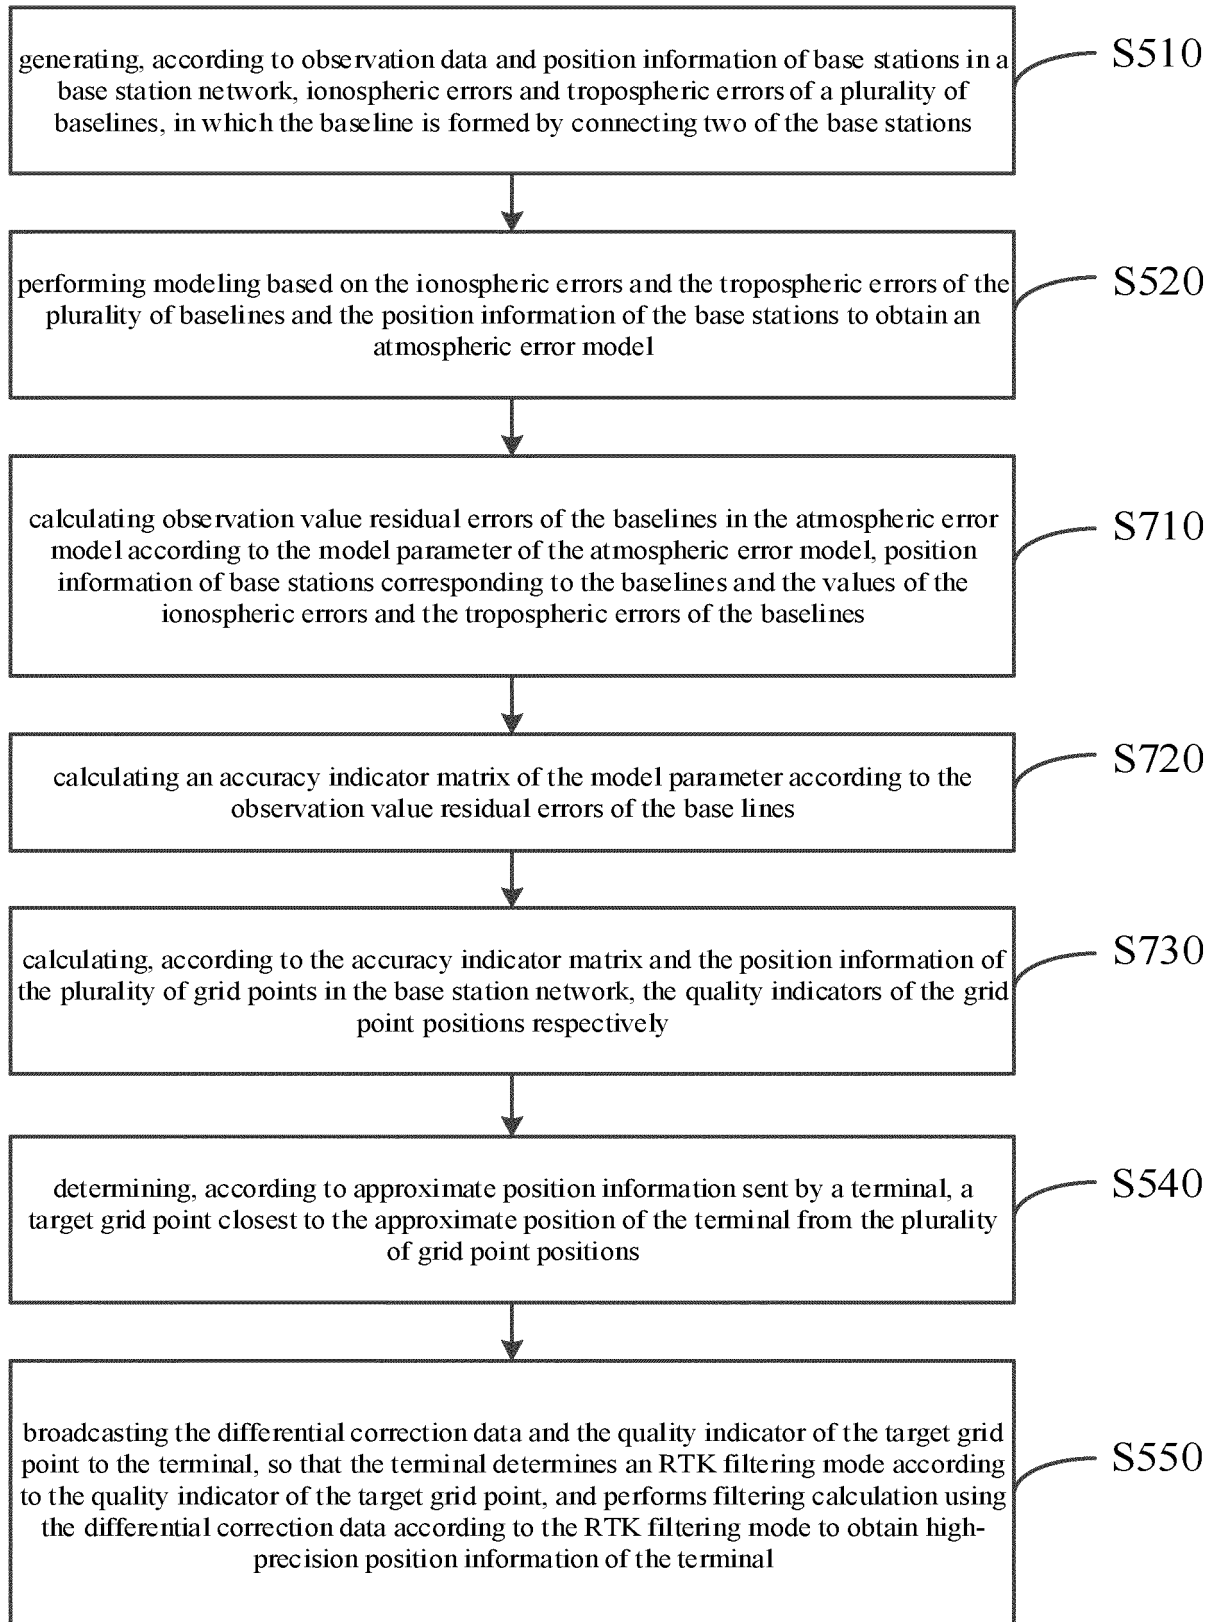 generating, according to observation data and position information of base stations in a
base station network, ionospheric errors and tropospheric errors of a plurality of
baselines, in which the baseline is formed by connecting two of the base stations
S510
performing modeling based on the ionospheric errors and the tropospheric errors of the
plurality of baselines and the position information of the base stations to obtain an
atmospheric error model
S520
calculating observation value residual errors of the baselines in the atmospheric error
model according to the model parameter of the atmospheric error model, position
information of base stations corresponding to the baselines and the values of the
ionospheric errors and the tropospheric errors of the baselines
S710
calculating an accuracy indicator matrix of the model parameter according to the
observation value residual errors of the base lines
S720
calculating, according to the accuracy indicator matrix and the position information of
the plurality of grid points in the base station network, the quality indicators of the grid
point positions respectively
S730
determining, according to approximate position information sent by a terminal, a
target grid point closest to the approximate position of the terminal from the plurality
of grid point positions
S540
broadcasting the differential correction data and the quality indicator of the target grid
point to the terminal, so that the terminal determines an RTK filtering mode according
to the quality indicator of the target grid point, and performs filtering calculation using
the differential correction data according to the RTK filtering mode to obtain high-
precision position information of the terminal
S550